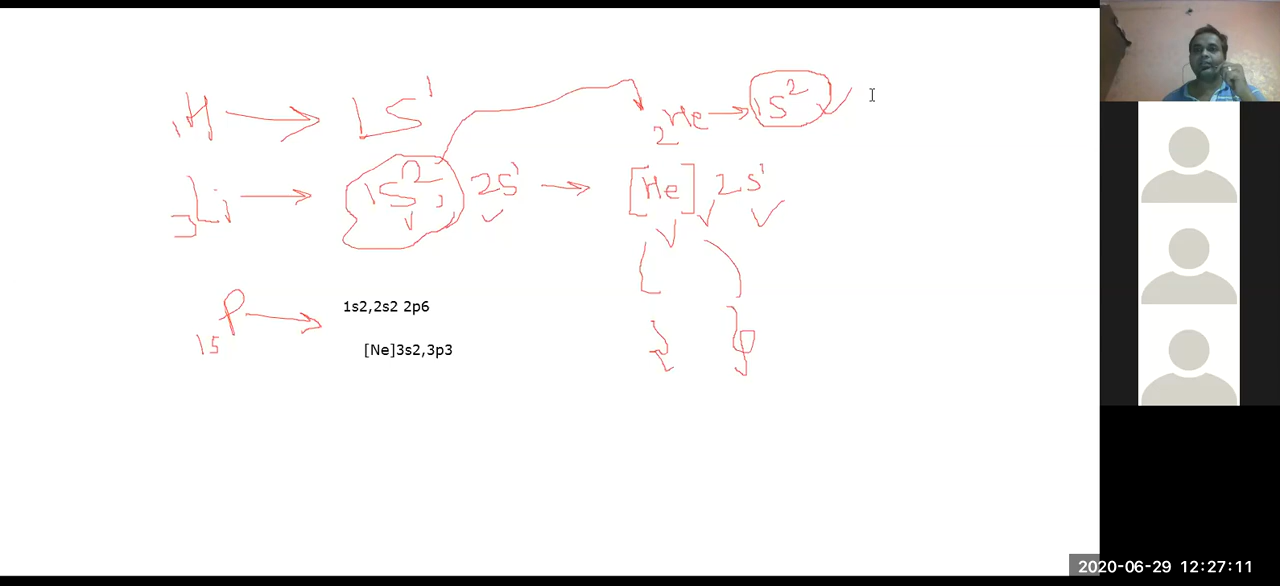 ₁H → 1S¹
₂He → 1S²
₃Li → 1S², 2S¹ → [He] 2S¹
₁₅P → 1s2,2s2 2p6
[Ne]3s2,3p3
2020-06-29 12:27:11